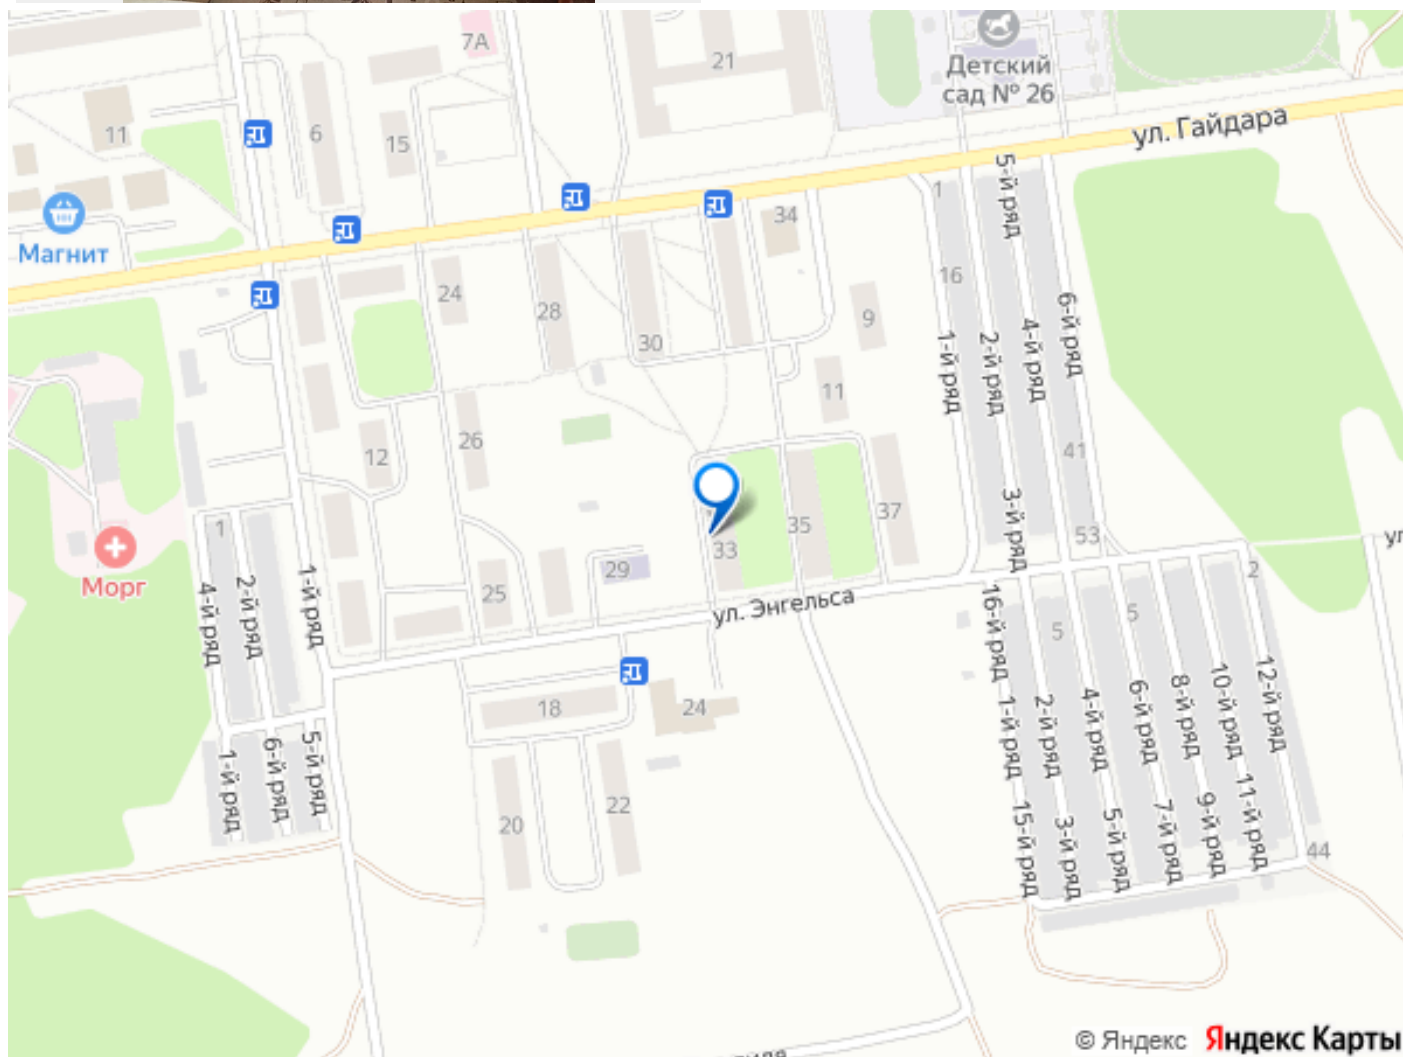 7А
21
Детский
сад № 26
ул. Гайдара
11
6
15
5-й ряд
1
34
16
Магнит
24
28
30
9
6-й ряд
4-й ряд
2-й ряд
1-й ряд
11
26
12
41
3-й ряд
35
37
33
53
1
29
25
Морг
4-й ряд
2-й ряд
1-й ряд
ул. Энгельса
2
16-й ряд
5
5
18
24
1-й ряд
2-й ряд
4-й ряд
6-й ряд
8-й ряд
10-й ряд
12-й ряд
1-й ряд
6-й ряд
5-й ряд
20
22
15-й ряд
3-й ряд
5-й ряд
7-й ряд
9-й ряд
11-й ряд
44
© Яндекс Яндекс Карты